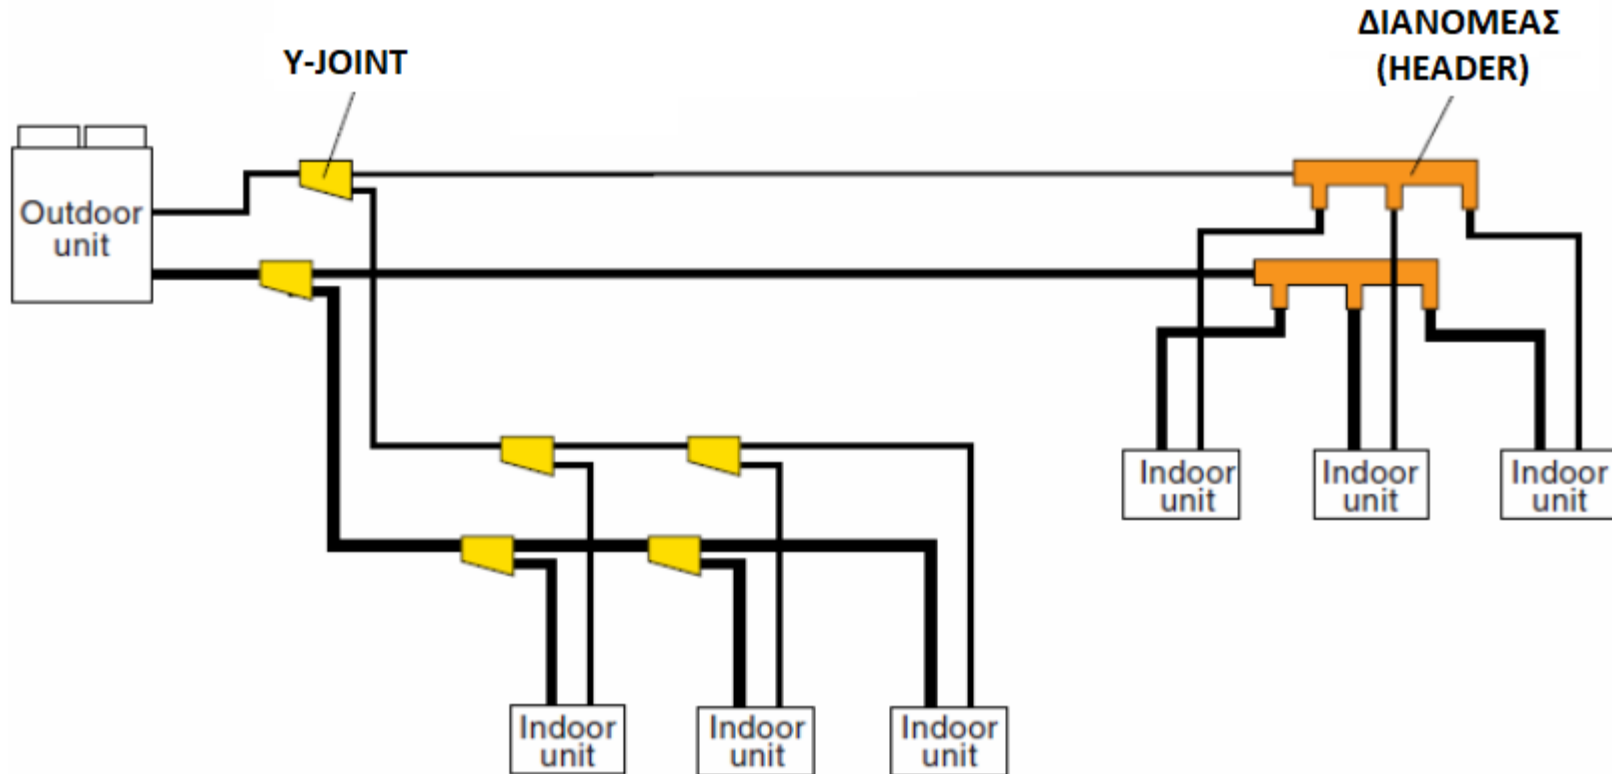 Y-JOINT
ΔΙΑΝΟΜΕΑΣ
(HEADER)
Outdoor
unit
Indoor
unit
Indoor
unit
Indoor
unit
Indoor
unit
Indoor
unit
Indoor
unit